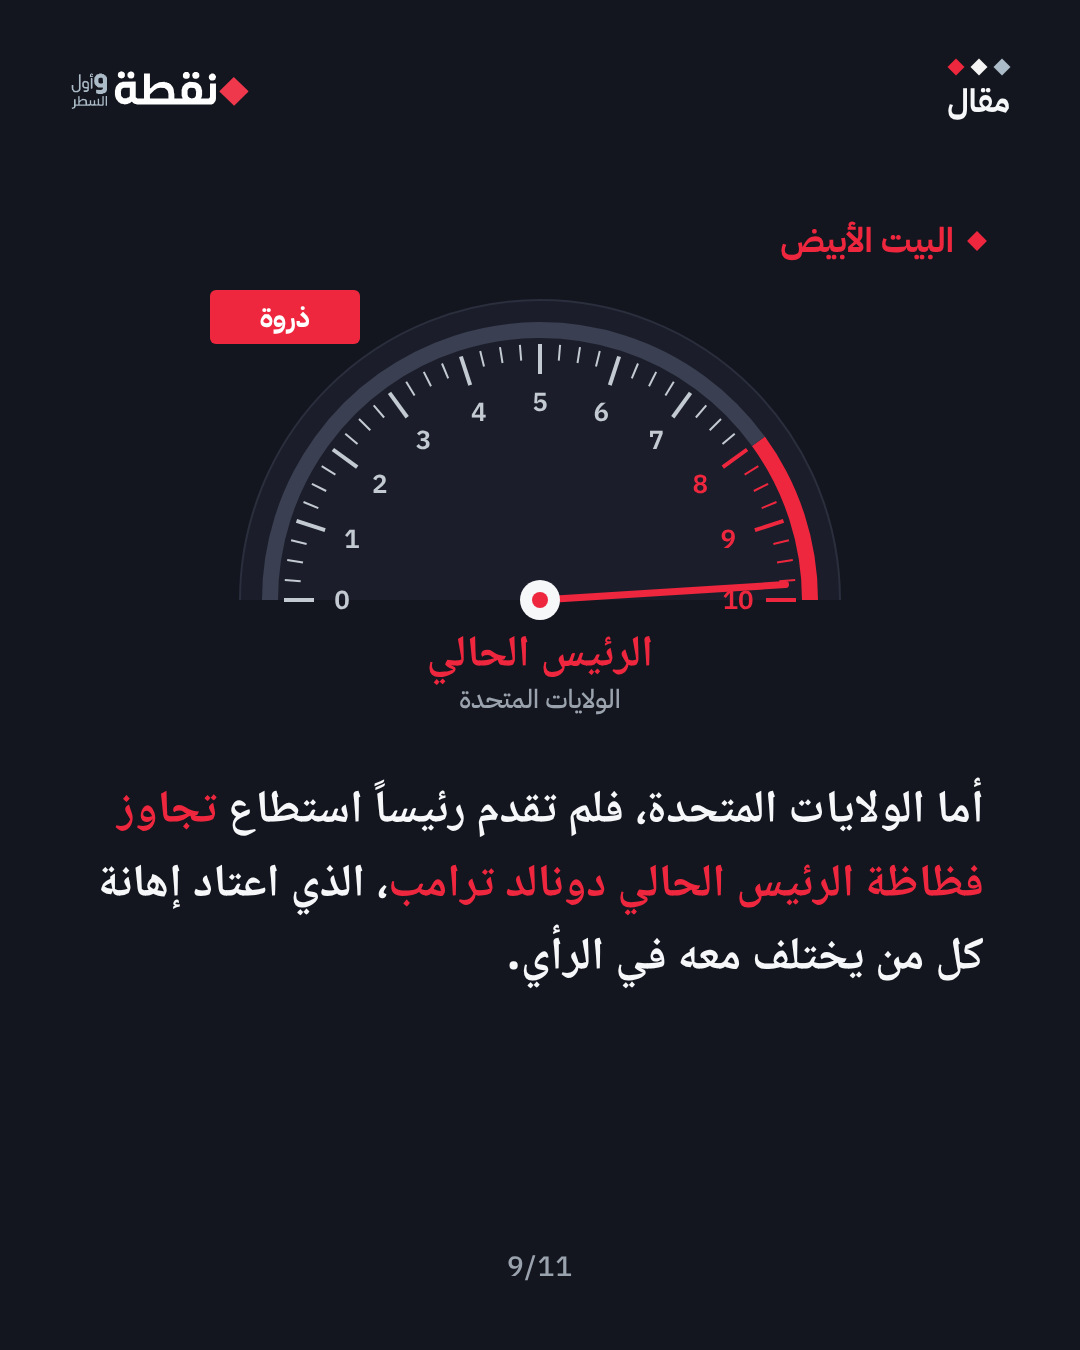 مقال
نقطة
وأول
السطر
البيت الأبيض
ذروة
0
1
2
3
4
5
6
7
8
9
10
الرئيس الحالي
الولايات المتحدة
أما الولايات المتحدة، فلم تقدم رئيساً استطاع تجاوز
فظاظة الرئيس الحالي دونالد ترامب، الذي اعتاد إهانة
كل من يختلف معه في الرأي.
9/11